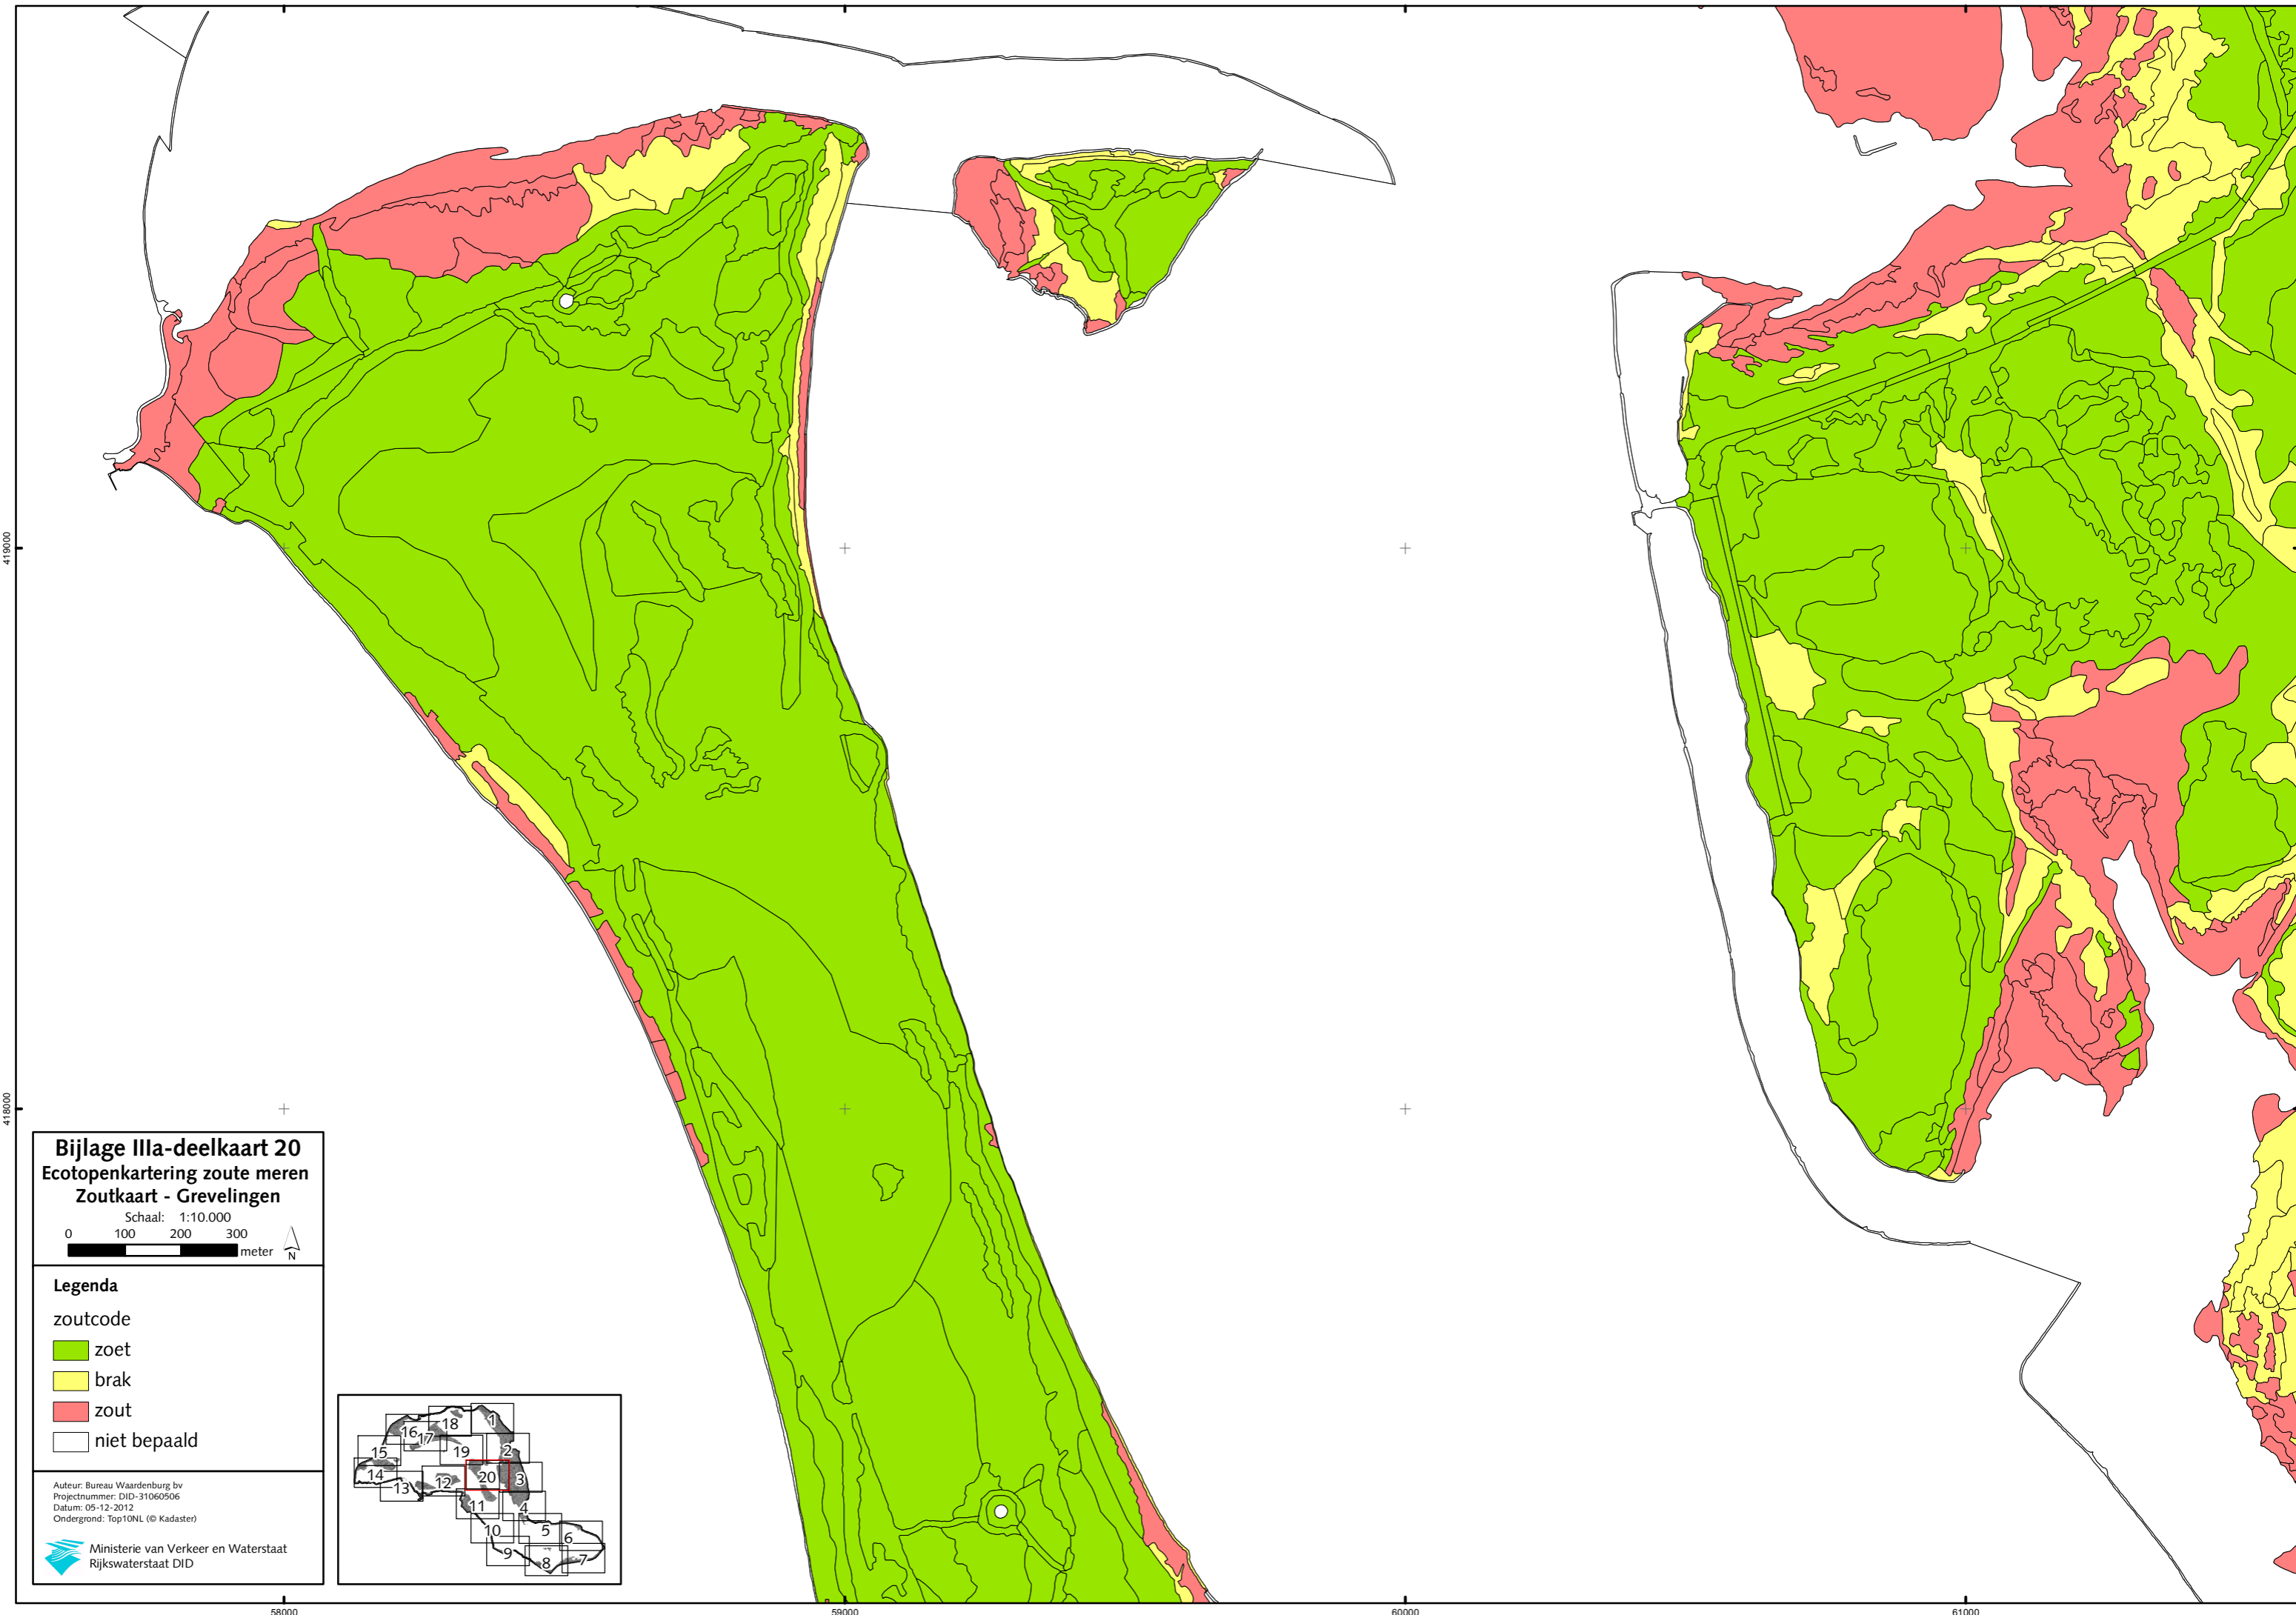 419000
418000
Bijlage IIIa-deelkaart 20
Ecotopenkartering zoute meren
Zoutkaart - Grevelingen
Schaal: 1:10.000
0 100 200 300
meter
N
Legenda
zoutcode
zoet
brak
zout
niet bepaald
Auteur: Bureau Waardenburg bv
Projectnummer: DID-31060506
Datum: 05-12-2012
Ondergrond: Top10NL (© Kadaster)
Ministerie van Verkeer en Waterstaat
Rijkswaterstaat DID
18 1
16 17
15 19 2
14 12 20 3
13
11 4
10 5 6
9 8 7
58000 59000 60000 61000